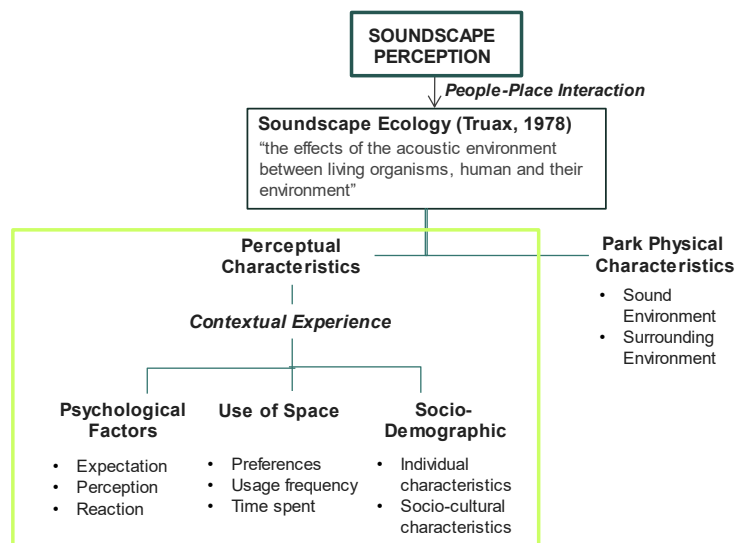 SOUNDSCAPE
PERCEPTION
People-Place Interaction
Soundscape Ecology (Truax, 1978)
“the effects of the acoustic environment
between living organisms, human and their
environment”
Perceptual
Characteristics
Park Physical
Characteristics
• Sound
Environment
• Surrounding
Environment
Contextual Experience
Psychological
Factors
• Expectation
• Perception
• Reaction
Use of Space
• Preferences
• Usage frequency
• Time spent
Socio-
Demographic
• Individual
characteristics
• Socio-cultural
characteristics